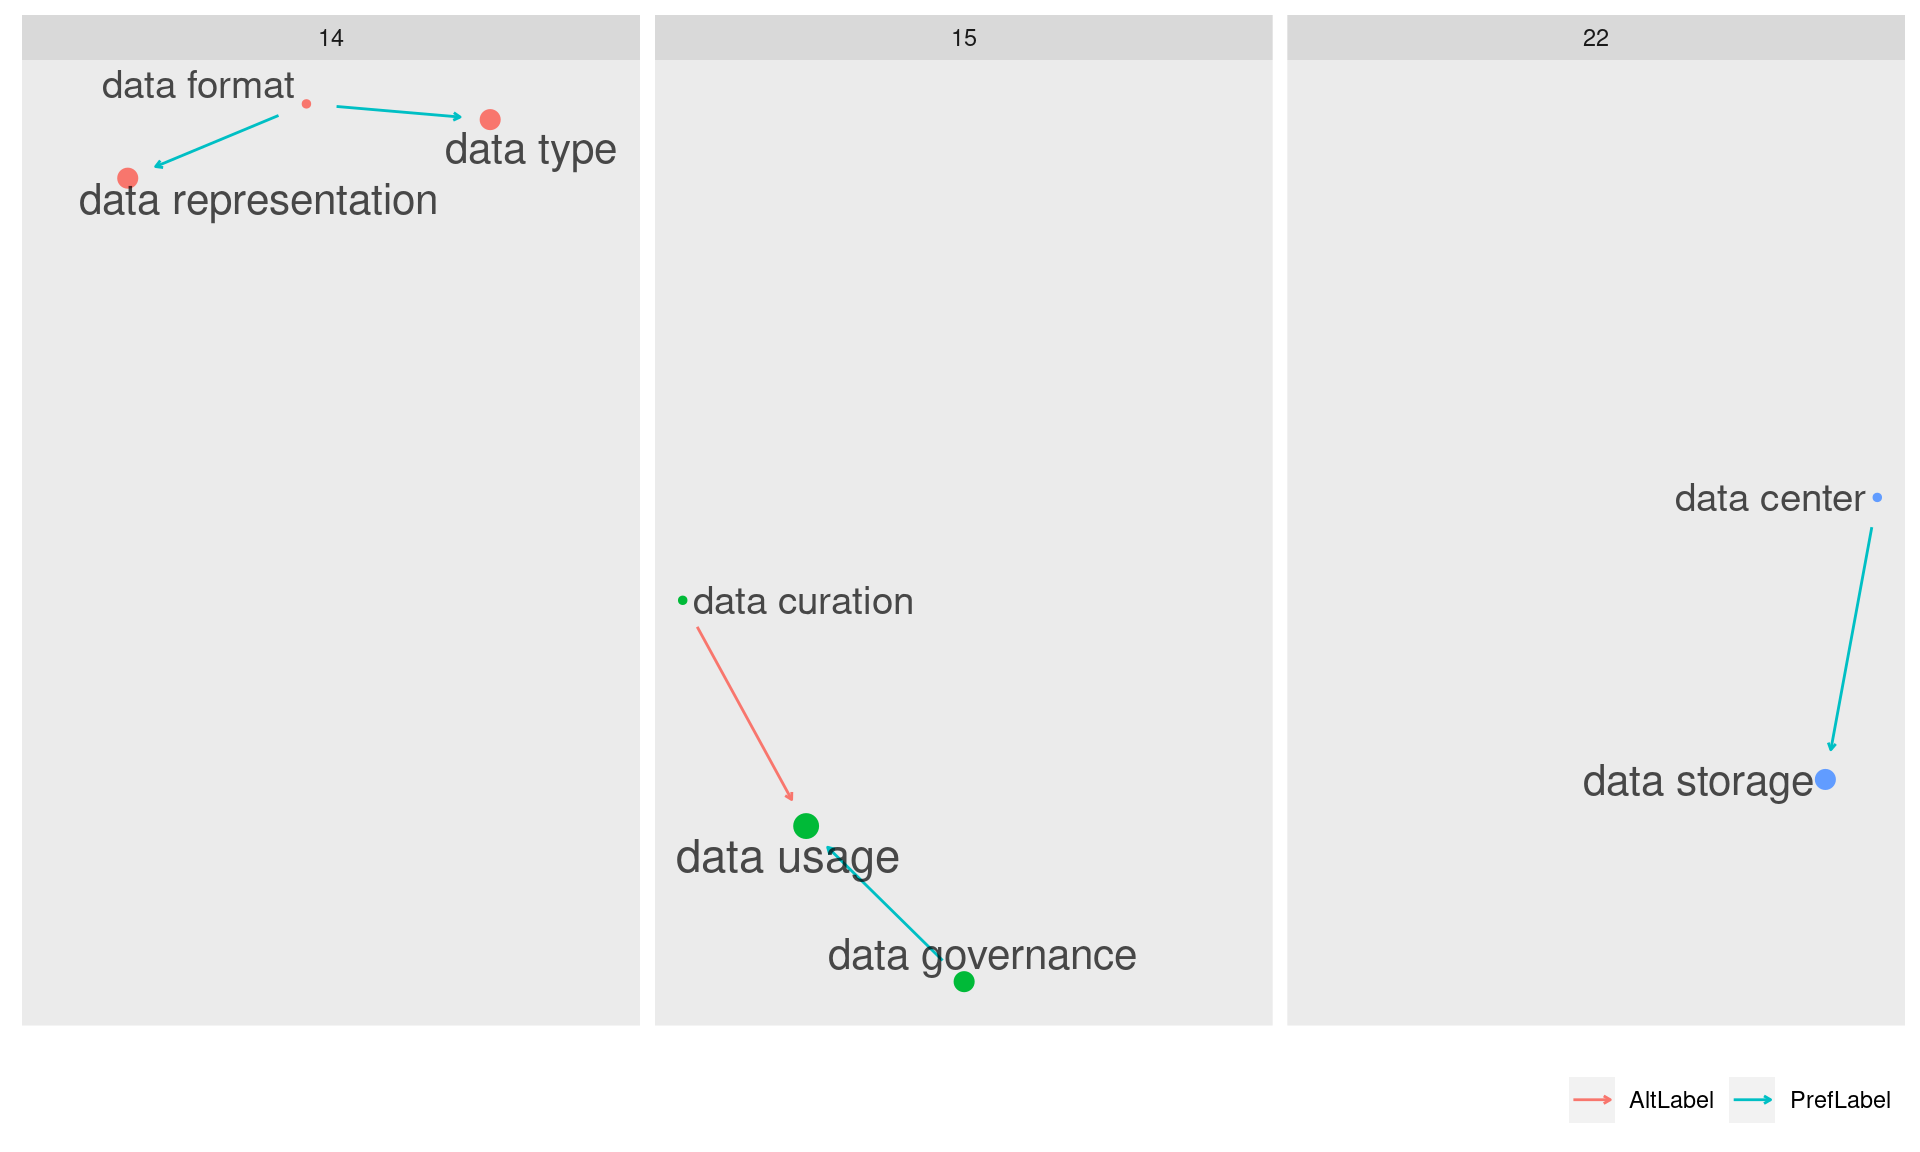 14
data format
data type
data representation
15
data curation
data usage
data governance
22
data center
data storage
AltLabel
PrefLabel